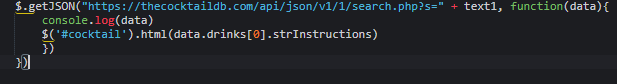 $.getJSON("https://thecocktaildb.com/api/json/v1/1/search.php?s=" + text1, function(data){
console.log(data)
$('#cocktail').html(data.drinks[0].strInstructions)
})
})